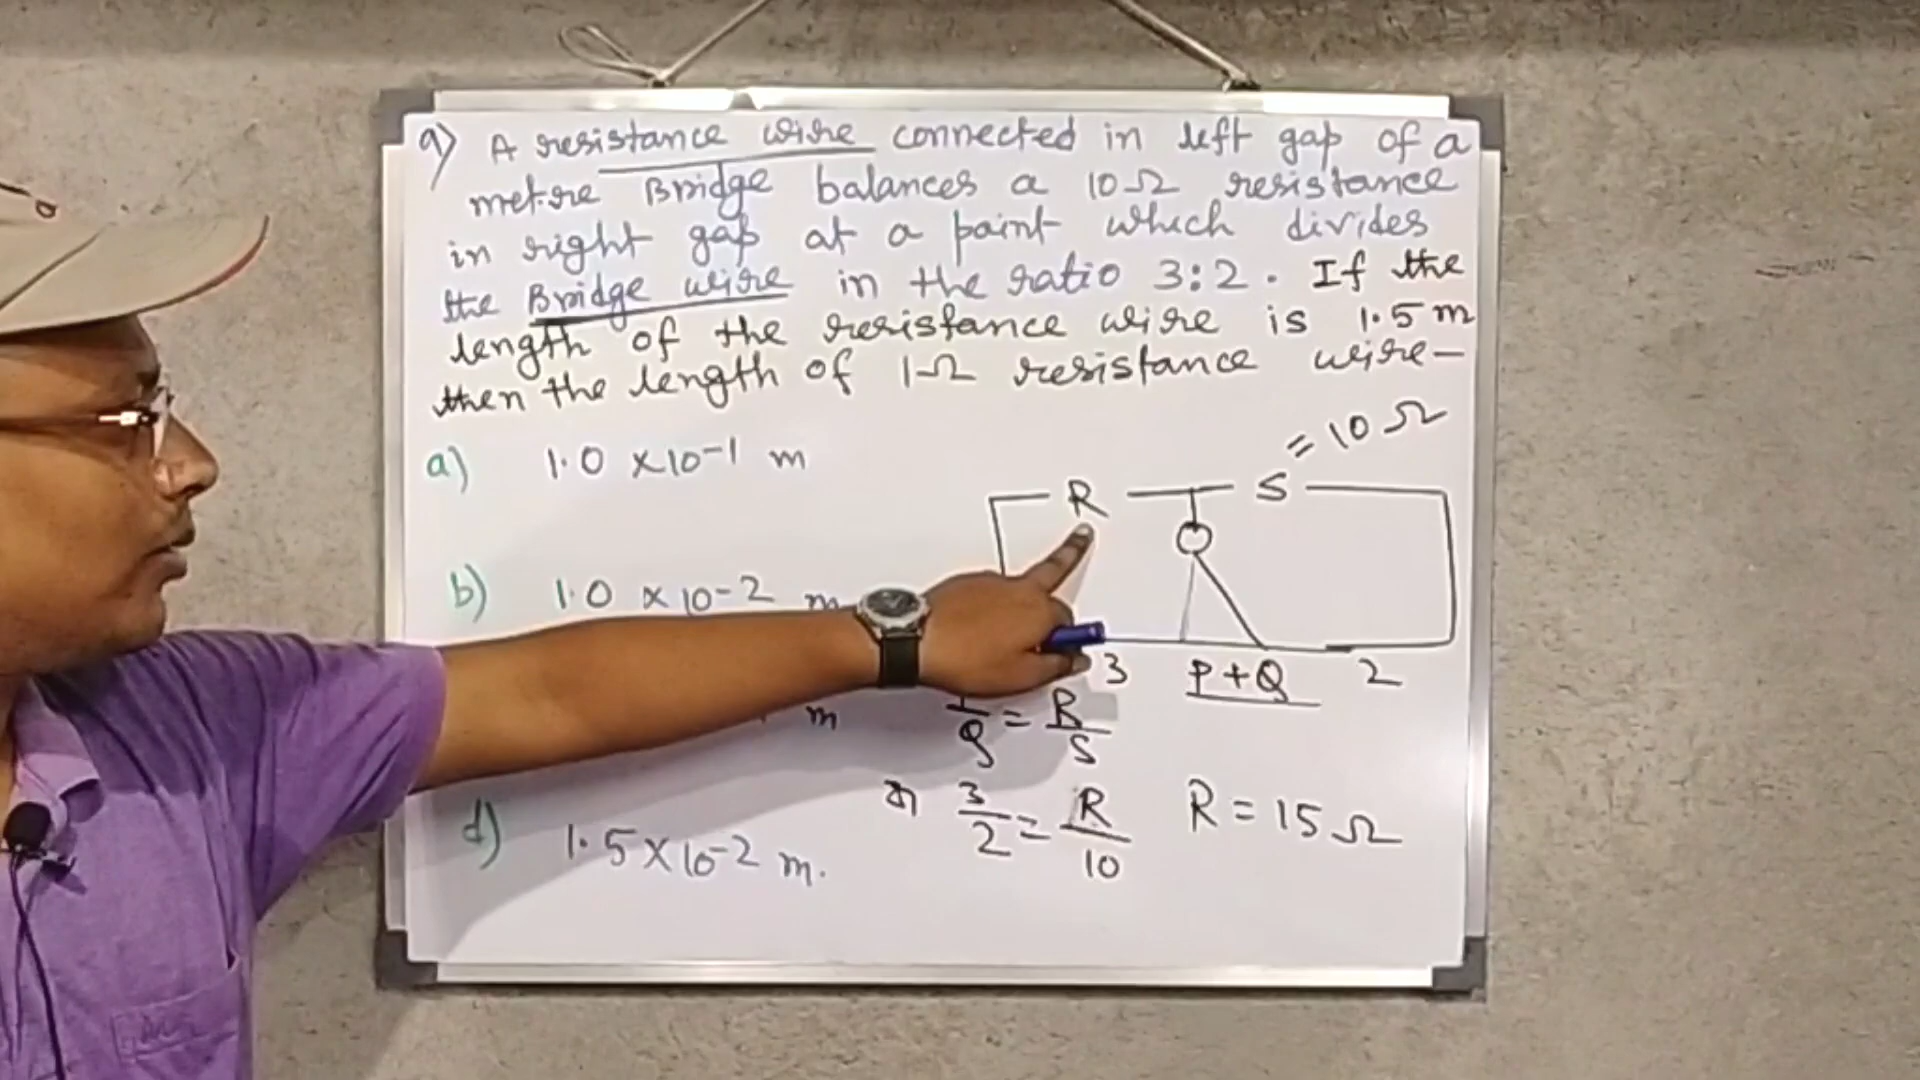 9) A resistance wire connected in left gap of a
metre Bridge balances a 10Ω resistance
in right gap at a point which divides
the Bridge wire in the ratio 3:2. If the
length of the resistance wire is 1.5 m
then the length of 1Ω resistance wire—
a) 1.0 x10-1 m
= 10 Ω
R S
b) 1.0 x 10-2 m
3 P+Q 2
m
Q = R
S
3/2 = R/10 R = 15 Ω
d) 1.5 x 10-2 m.